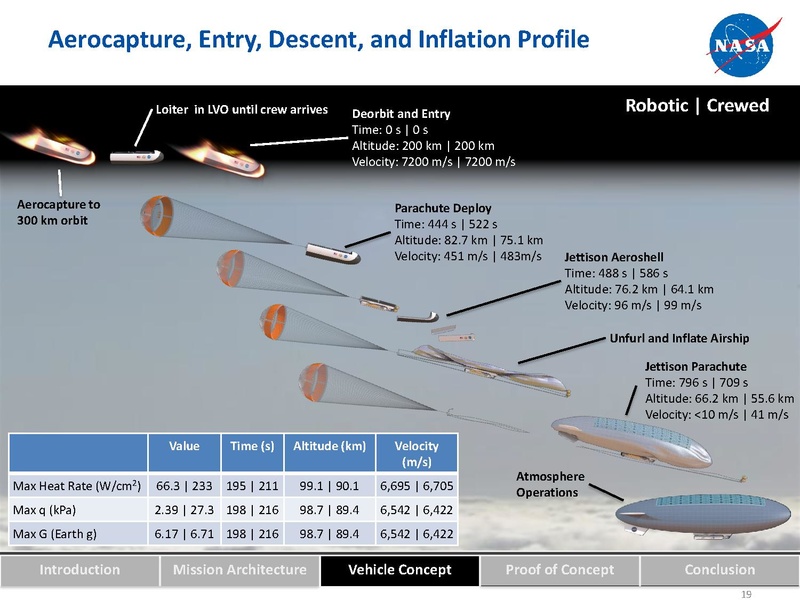 Aerocapture, Entry, Descent, and Inflation Profile
NASA
Robotic | Crewed
Loiter in LVO until crew arrives
Deorbit and Entry
Time: 0 s | 0 s
Altitude: 200 km | 200 km
Velocity: 7200 m/s | 7200 m/s
Aerocapture to
300 km orbit
Parachute Deploy
Time: 444 s | 522 s
Altitude: 82.7 km | 75.1 km
Velocity: 451 m/s | 483m/s
Jettison Aeroshell
Time: 488 s | 586 s
Altitude: 76.2 km | 64.1 km
Velocity: 96 m/s | 99 m/s
Unfurl and Inflate Airship
Jettison Parachute
Time: 796 s | 709 s
Altitude: 66.2 km | 55.6 km
Velocity: <10 m/s | 41 m/s
Value Time (s) Altitude (km) Velocity
(m/s)
Max Heat Rate (W/cm²) 66.3 | 233 195 | 211 99.1 | 90.1 6,695 | 6,705
Max q (kPa) 2.39 | 27.3 198 | 216 98.7 | 89.4 6,542 | 6,422
Max G (Earth g) 6.17 | 6.71 198 | 216 98.7 | 89.4 6,542 | 6,422
Atmosphere
Operations
Introduction Mission Architecture Vehicle Concept Proof of Concept Conclusion
19